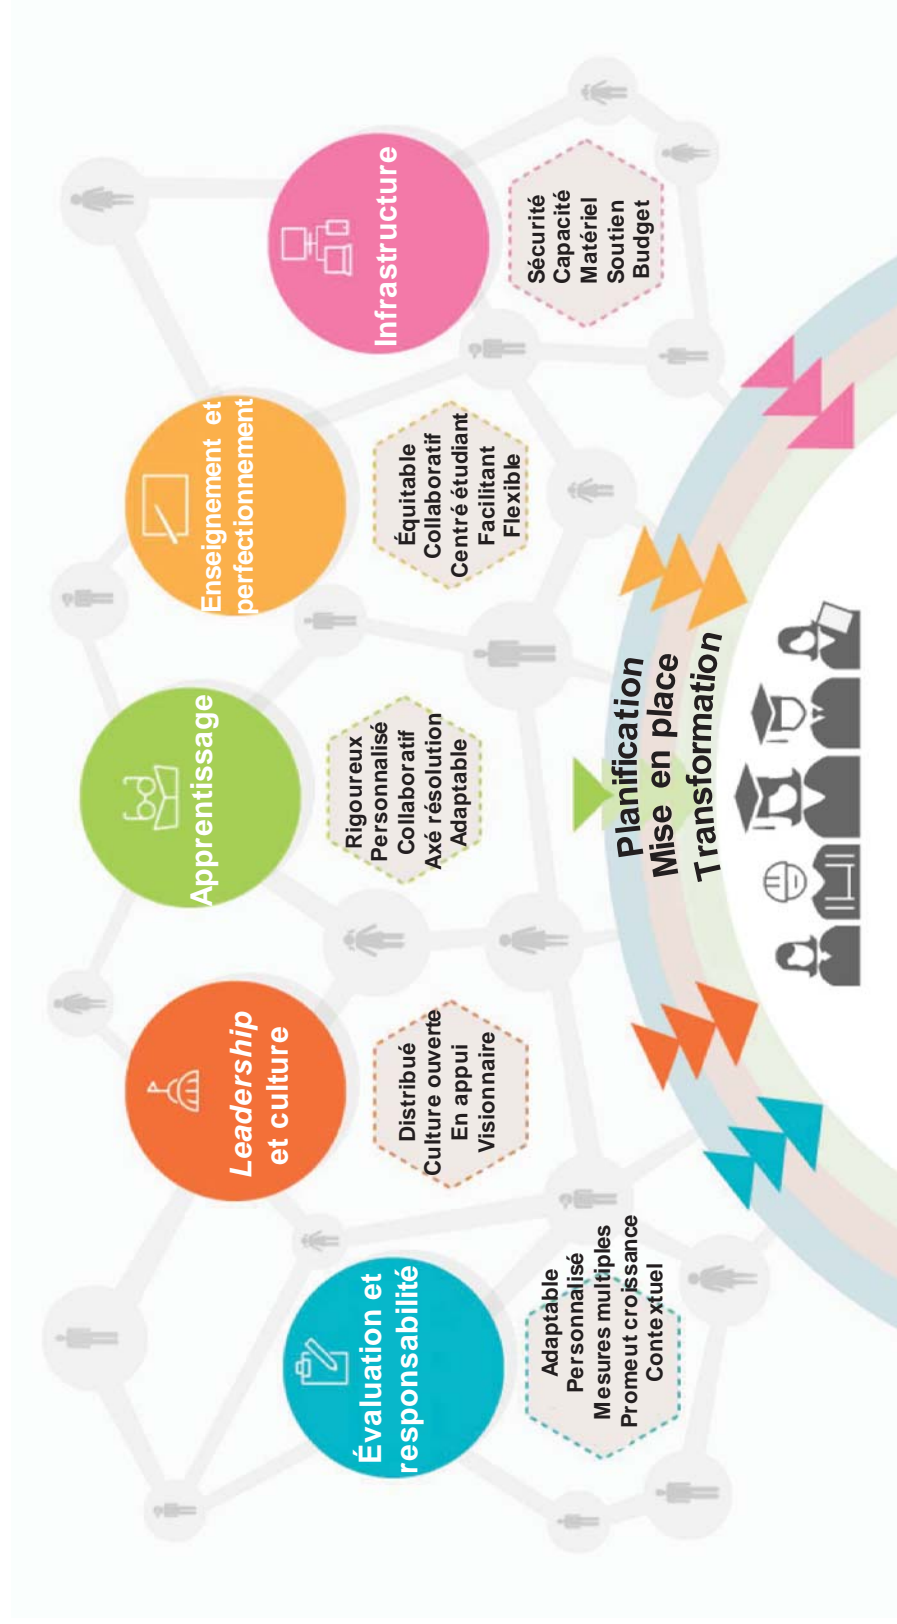 Évaluation et
responsabilité
Adaptable
Personnalisé
Mesures multiples
Promeut croissance
Contextuel
Leadership
et culture
Distribué
Culture ouverte
En appui
Visionnaire
Apprentissage
Rigoureux
Personnalisé
Collaboratif
Axé résolution
Adaptable
Enseignement et
perfectionnement
Équitable
Collaboratif
Centré étudiant
Facilitant
Flexible
Infrastructure
Sécurité
Capacité
Matériel
Soutien
Budget
Planification
Mise en place
Transformation